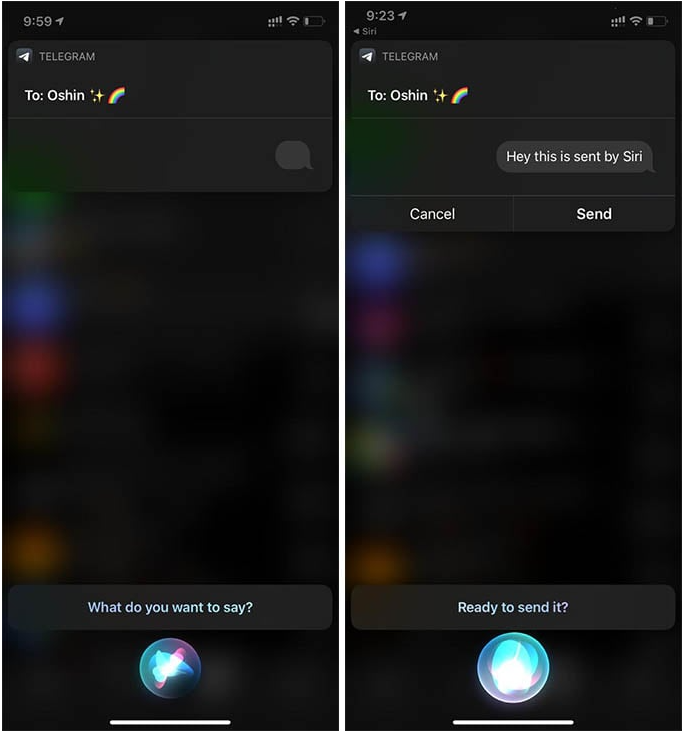 9:59
TELEGRAM
To: Oshin ✨🌈
What do you want to say?
9:23
◀ Siri
TELEGRAM
To: Oshin ✨🌈
Hey this is sent by Siri
Cancel
Send
Ready to send it?